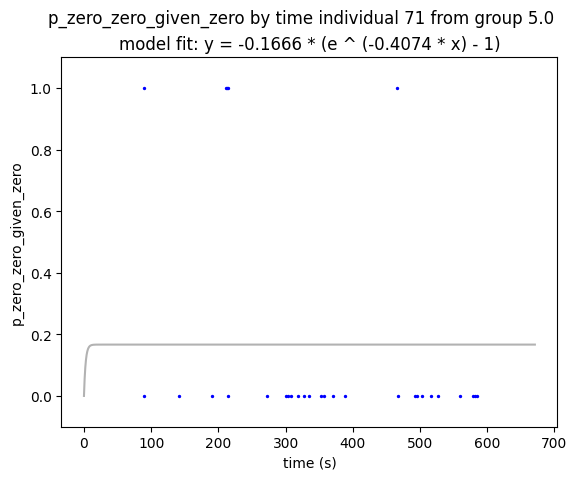 p_zero_zero_given_zero by time individual 71 from group 5.0
model fit: y = -0.1666 * (e ^ (-0.4074 * x) - 1)
1.0
0.8
0.6
0.4
0.2
0.0
p_zero_zero_given_zero
0 100 200 300 400 500 600 700
time (s)